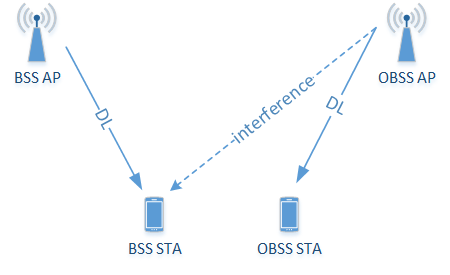 BSS AP
OBSS AP
DL
interference
DL
BSS STA
OBSS STA